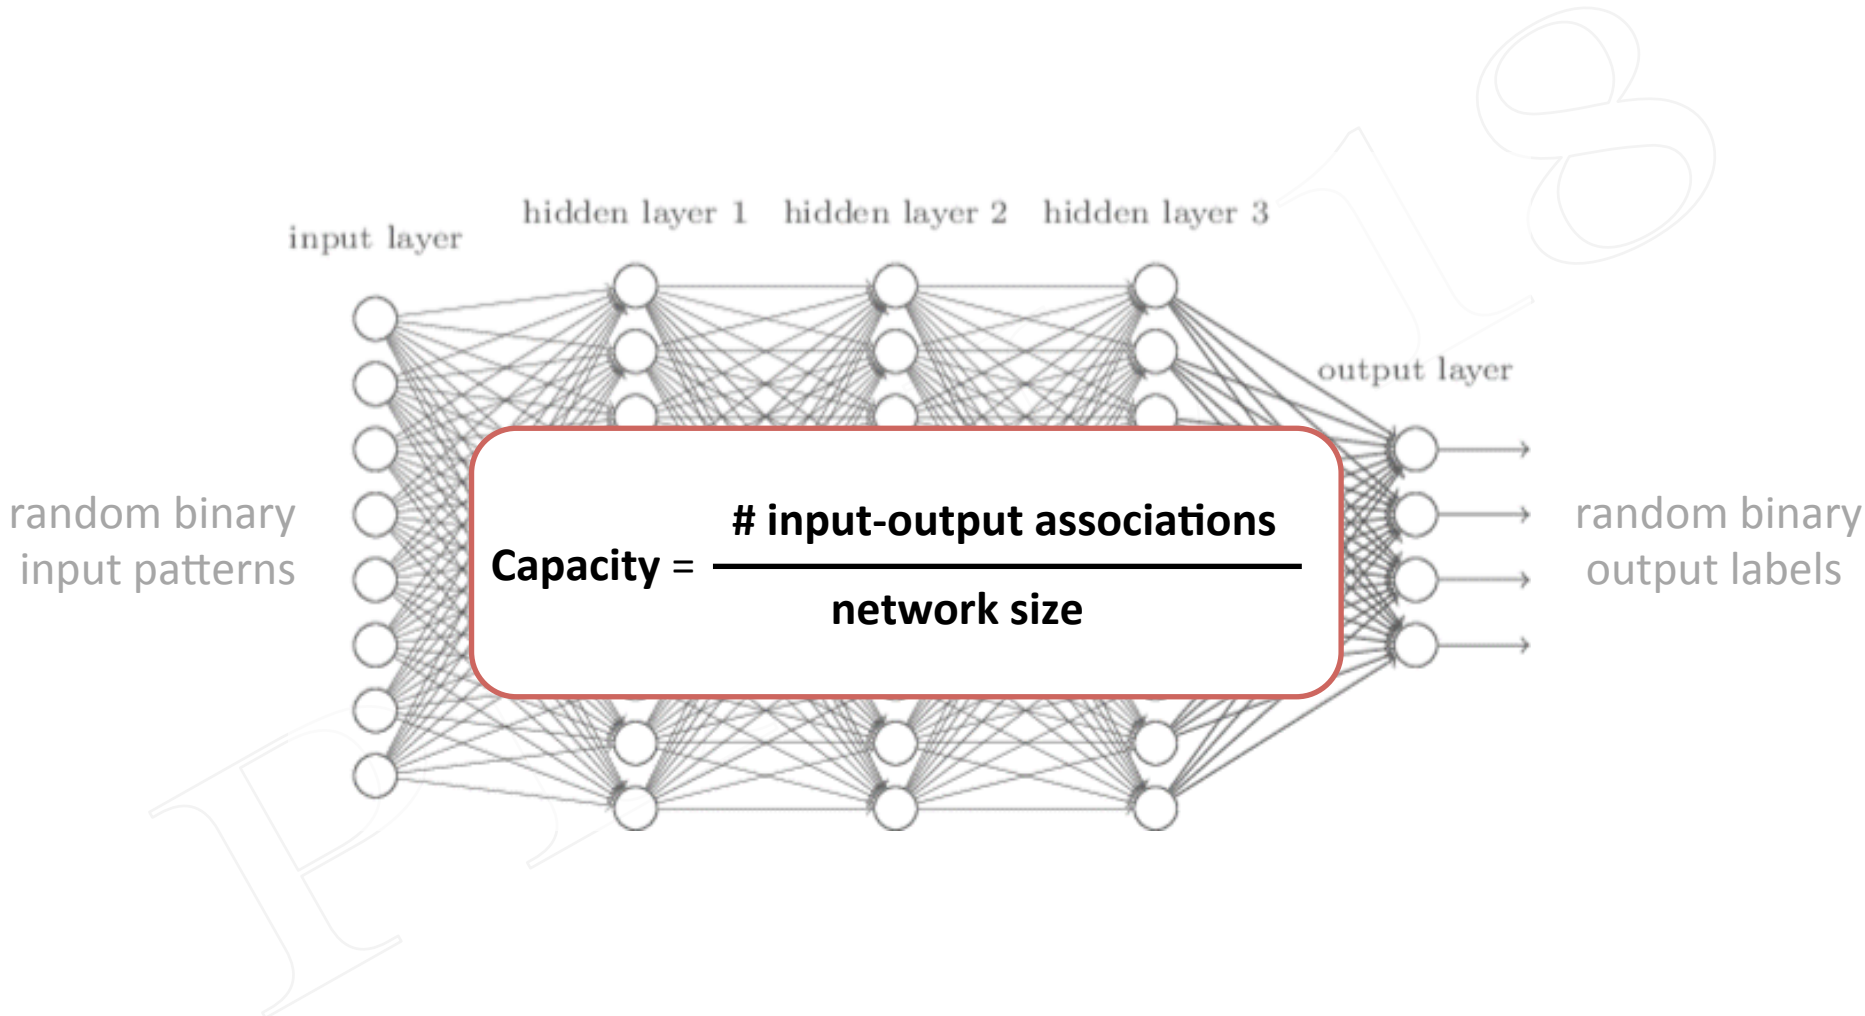 hidden layer 1 hidden layer 2 hidden layer 3
input layer
output layer
random binary
input patterns
Capacity = # input-output associations
network size
random binary
output labels
18